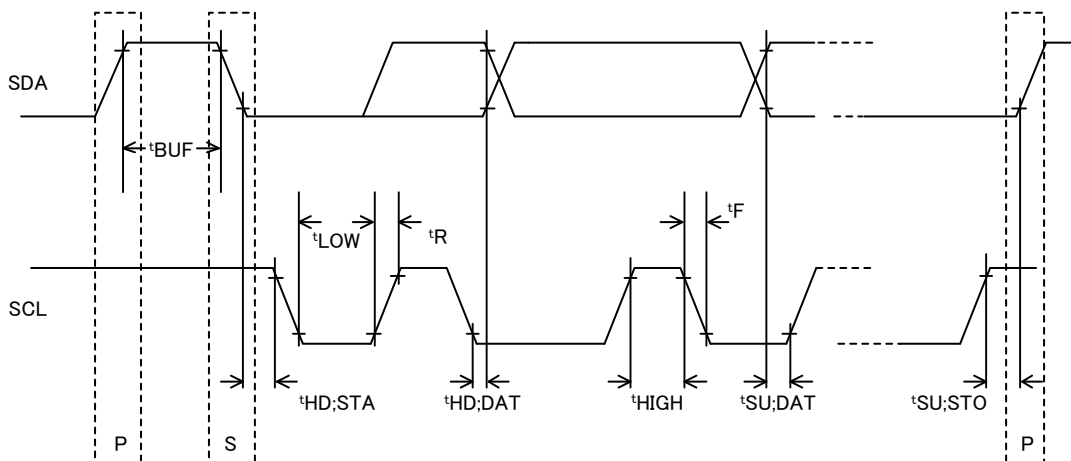 SDA
tBUF
tLOW
tR
tF
SCL
tHD;STA
tHD;DAT
tHIGH
tSU;DAT
tSU;STO
P
S
P